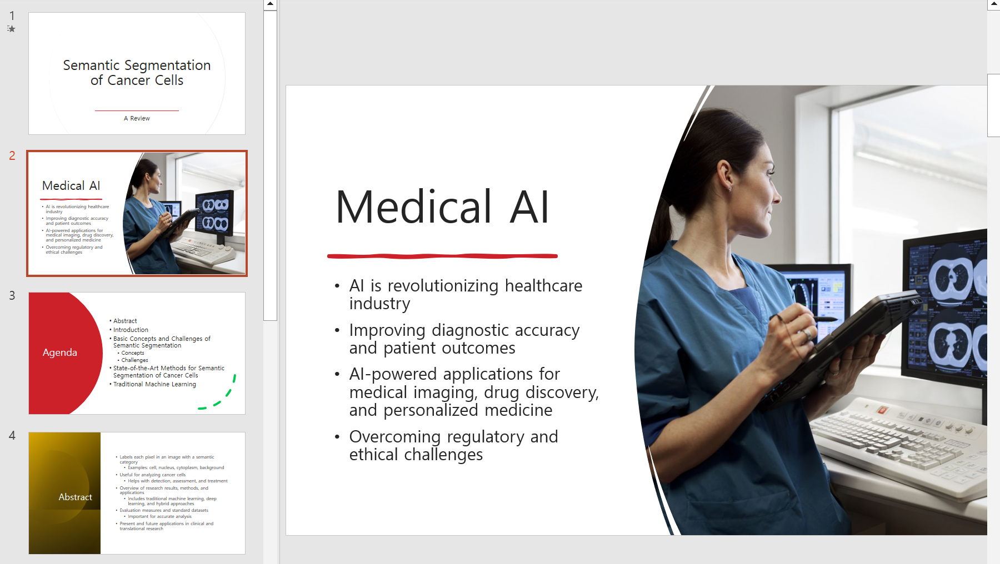 1
Semantic Segmentation
of Cancer Cells
A Review
2
Medical AI
• AI is revolutionizing healthcare
industry
• Improving diagnostic accuracy
and patient outcomes
• AI-powered applications for
medical imaging, drug discovery,
and personalized medicine
• Overcoming regulatory and
ethical challenges
3
Agenda
• Abstract
• Introduction
• Basic Concepts and Challenges of
Semantic Segmentation
• Concepts
• Challenges
• State-of-the-Art Methods for Semantic
Segmentation of Cancer Cells
• Traditional Machine Learning
4
Abstract
• Labels each pixel in an image with a semantic
category
• Examples: cell, nucleus, cytoplasm, background
• Useful for analyzing cancer cells
• Helps with detection, assessment, and treatment
• Overview of research results, methods, and
applications
• Includes traditional machine learning, deep
learning, and hybrid approaches
• Evaluation measures and standard datasets
• Important for accurate analysis
• Present and future applications in clinical and
translational research
Medical AI
• AI is revolutionizing healthcare
industry
• Improving diagnostic accuracy
and patient outcomes
• AI-powered applications for
medical imaging, drug discovery,
and personalized medicine
• Overcoming regulatory and
ethical challenges